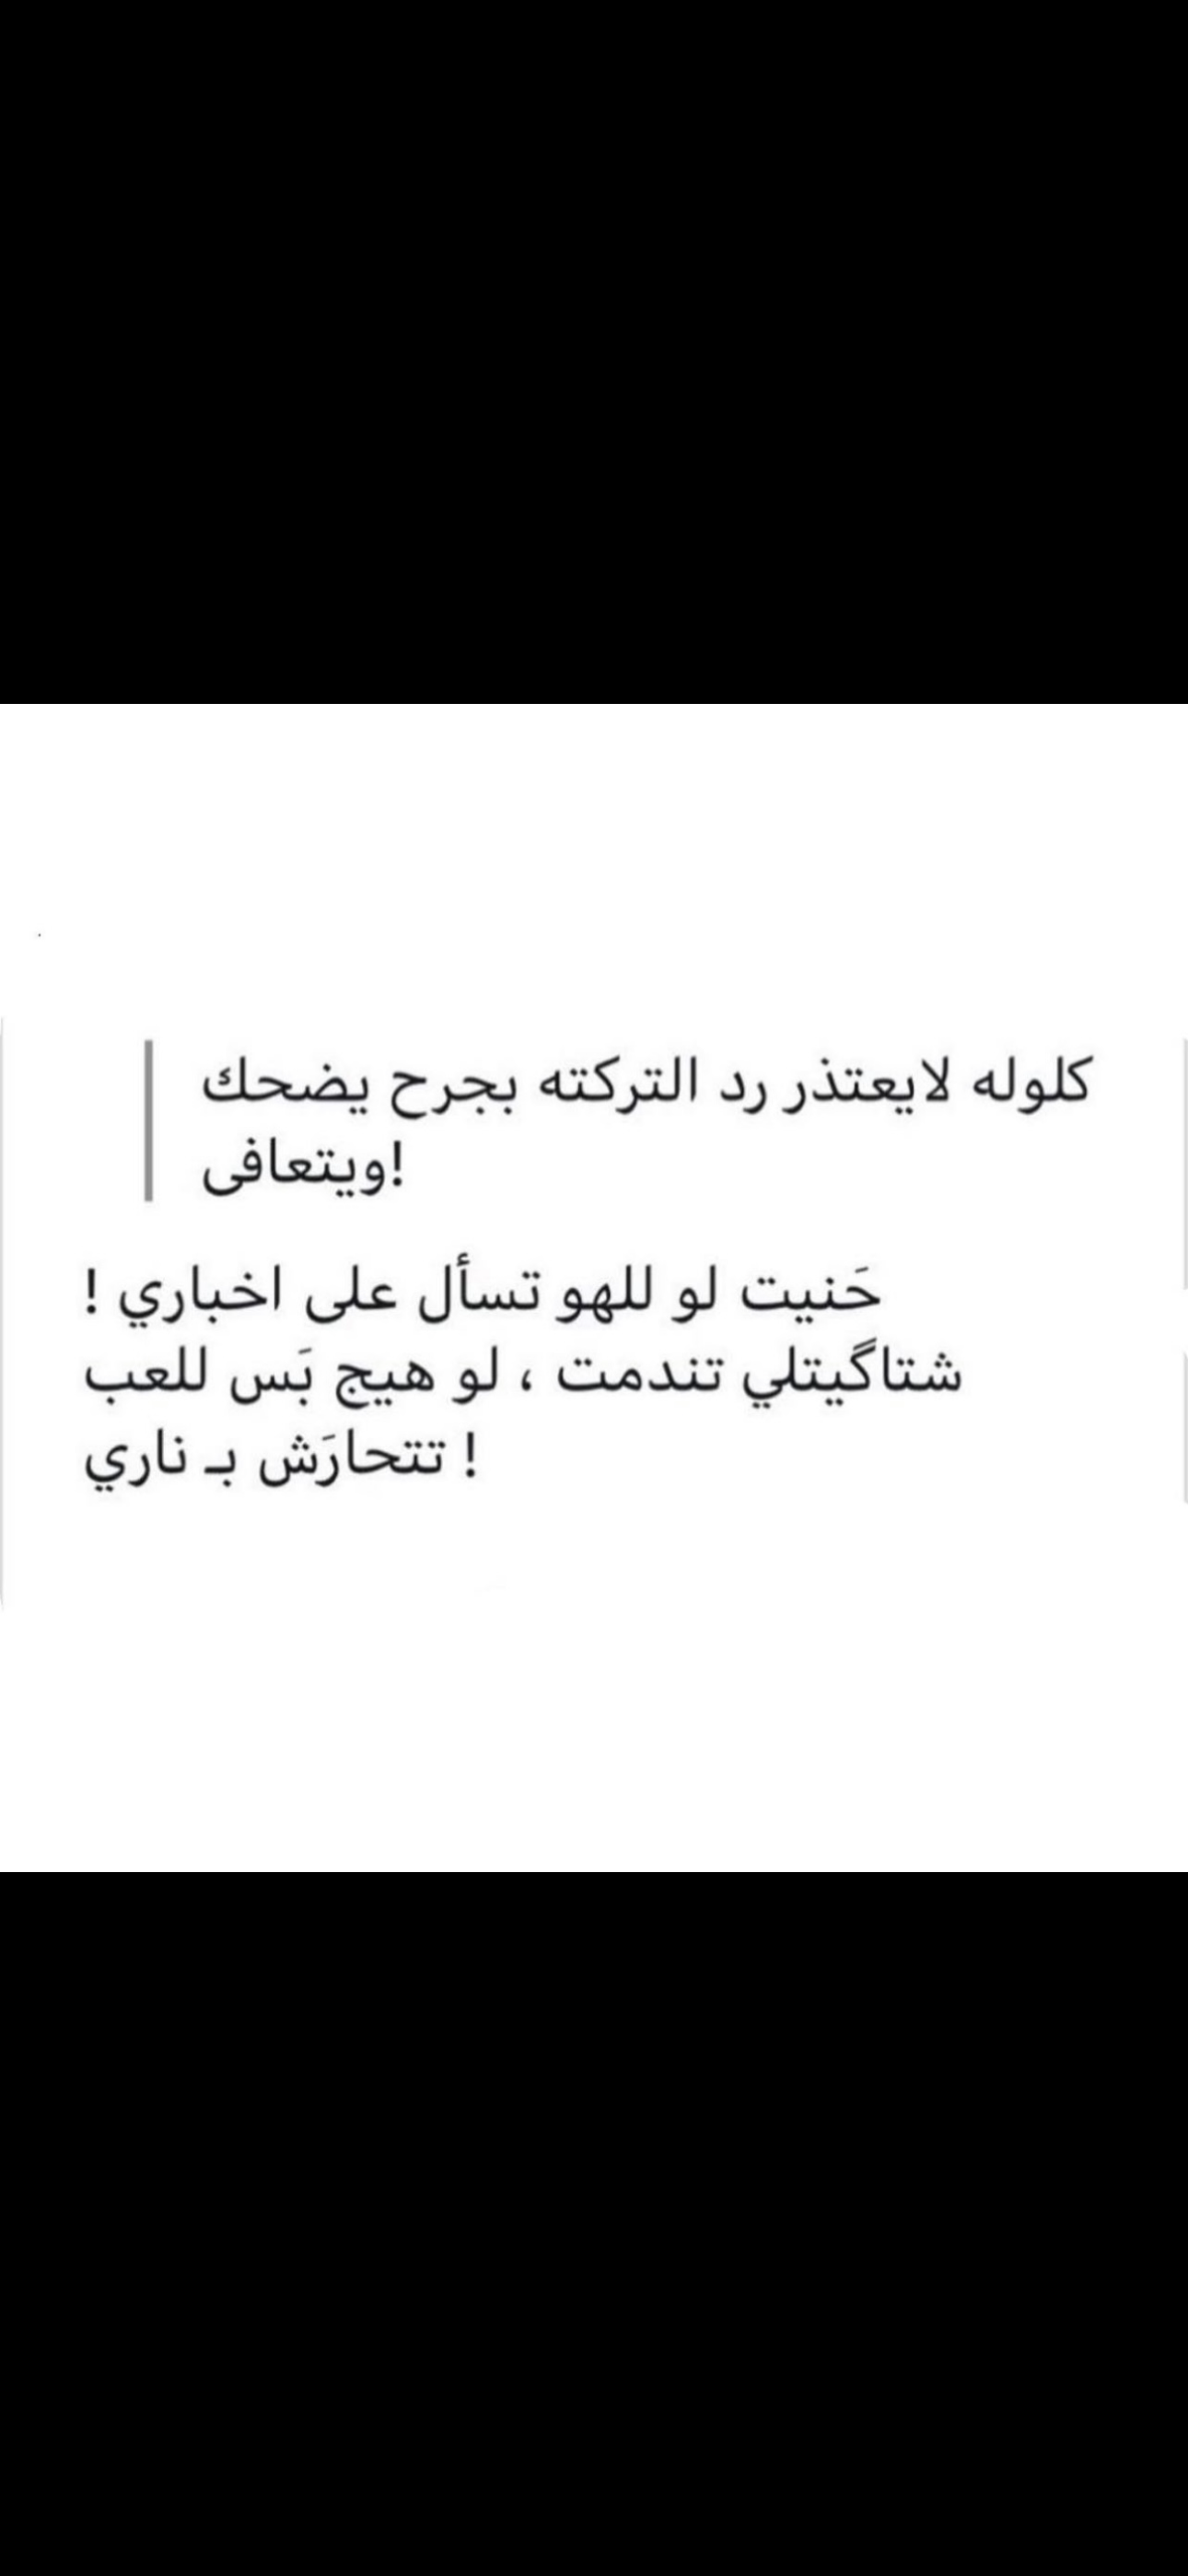 كلوله لايعتذر رد التركته بجرح يضحك
ويتعافى!
حَنيت لو للهو تسأل على اخباري !
شتاگيتلي تندمت ، لو هيج بَس للعب
! تتحارَش بـ ناري